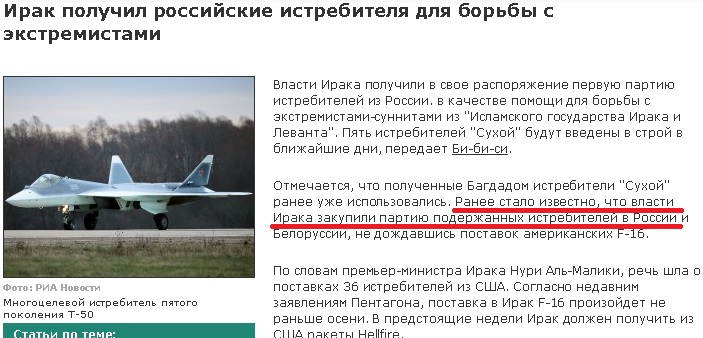 Ирак получил российские истребителя для борьбы с
экстремистами
Власти Ирака получили в свое распоряжение первую партию
истребителей из России. в качестве помощи для борьбы с
экстремистами-суннитами из "Исламского государства Ирака и
Леванта". Пять истребителей "Сухой" будут введены в строй в
ближайшие дни, передает Би-би-си.
Отмечается, что полученные Багдадом истребители "Сухой"
ранее уже использовались. Ранее стало известно, что власти
Ирака закупили партию подержанных истребителей в России и
Белоруссии, не дождавшись поставок американских F-16.
По словам премьер-министра Ирака Нури Аль-Малики, речь шла о
поставках 36 истребителей из США. Согласно недавним
заявлениям Пентагона, поставка в Ирак F-16 произойдет не
раньше осени. В предстоящие недели Ирак должен получить из
США ракеты Hellfire.
Фото: РИА Новости
Многоцелевой истребитель пятого
поколения Т-50
Статьи по теме: